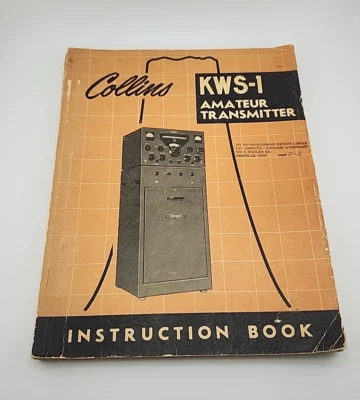 Collins
KWS-1
AMATEUR
TRANSMITTER
INSTRUCTION BOOK